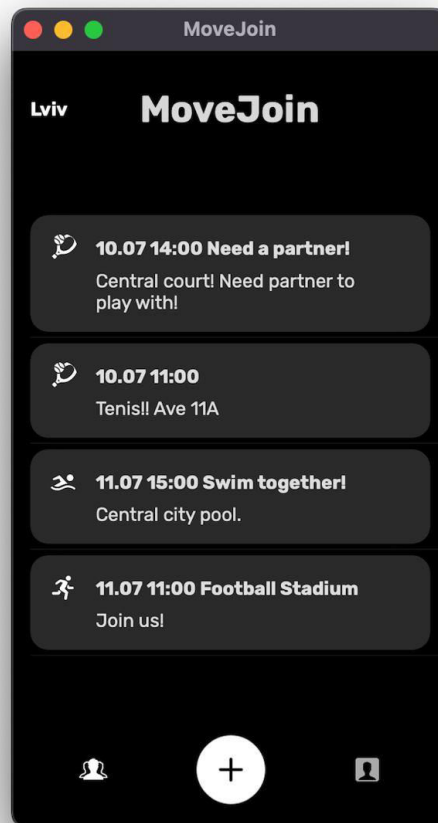 MoveJoin
Lviv
MoveJoin
10.07 14:00 Need a partner!
Central court! Need partner to
play with!
10.07 11:00
Tenis!! Ave 11A
11.07 15:00 Swim together!
Central city pool.
11.07 11:00 Football Stadium
Join us!